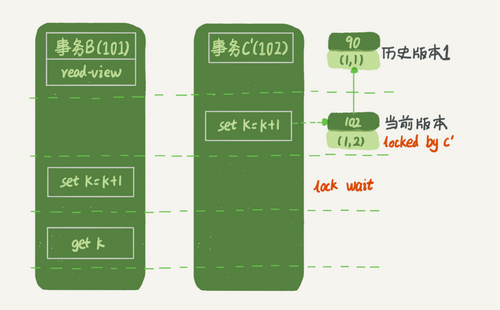 事务B(101)
read-view
事务C'(102)
90
(1,1)
历史版本1
set k=k+1
102
(1,2)
当前版本
locked by C'
set k=k+1
lock wait
get k